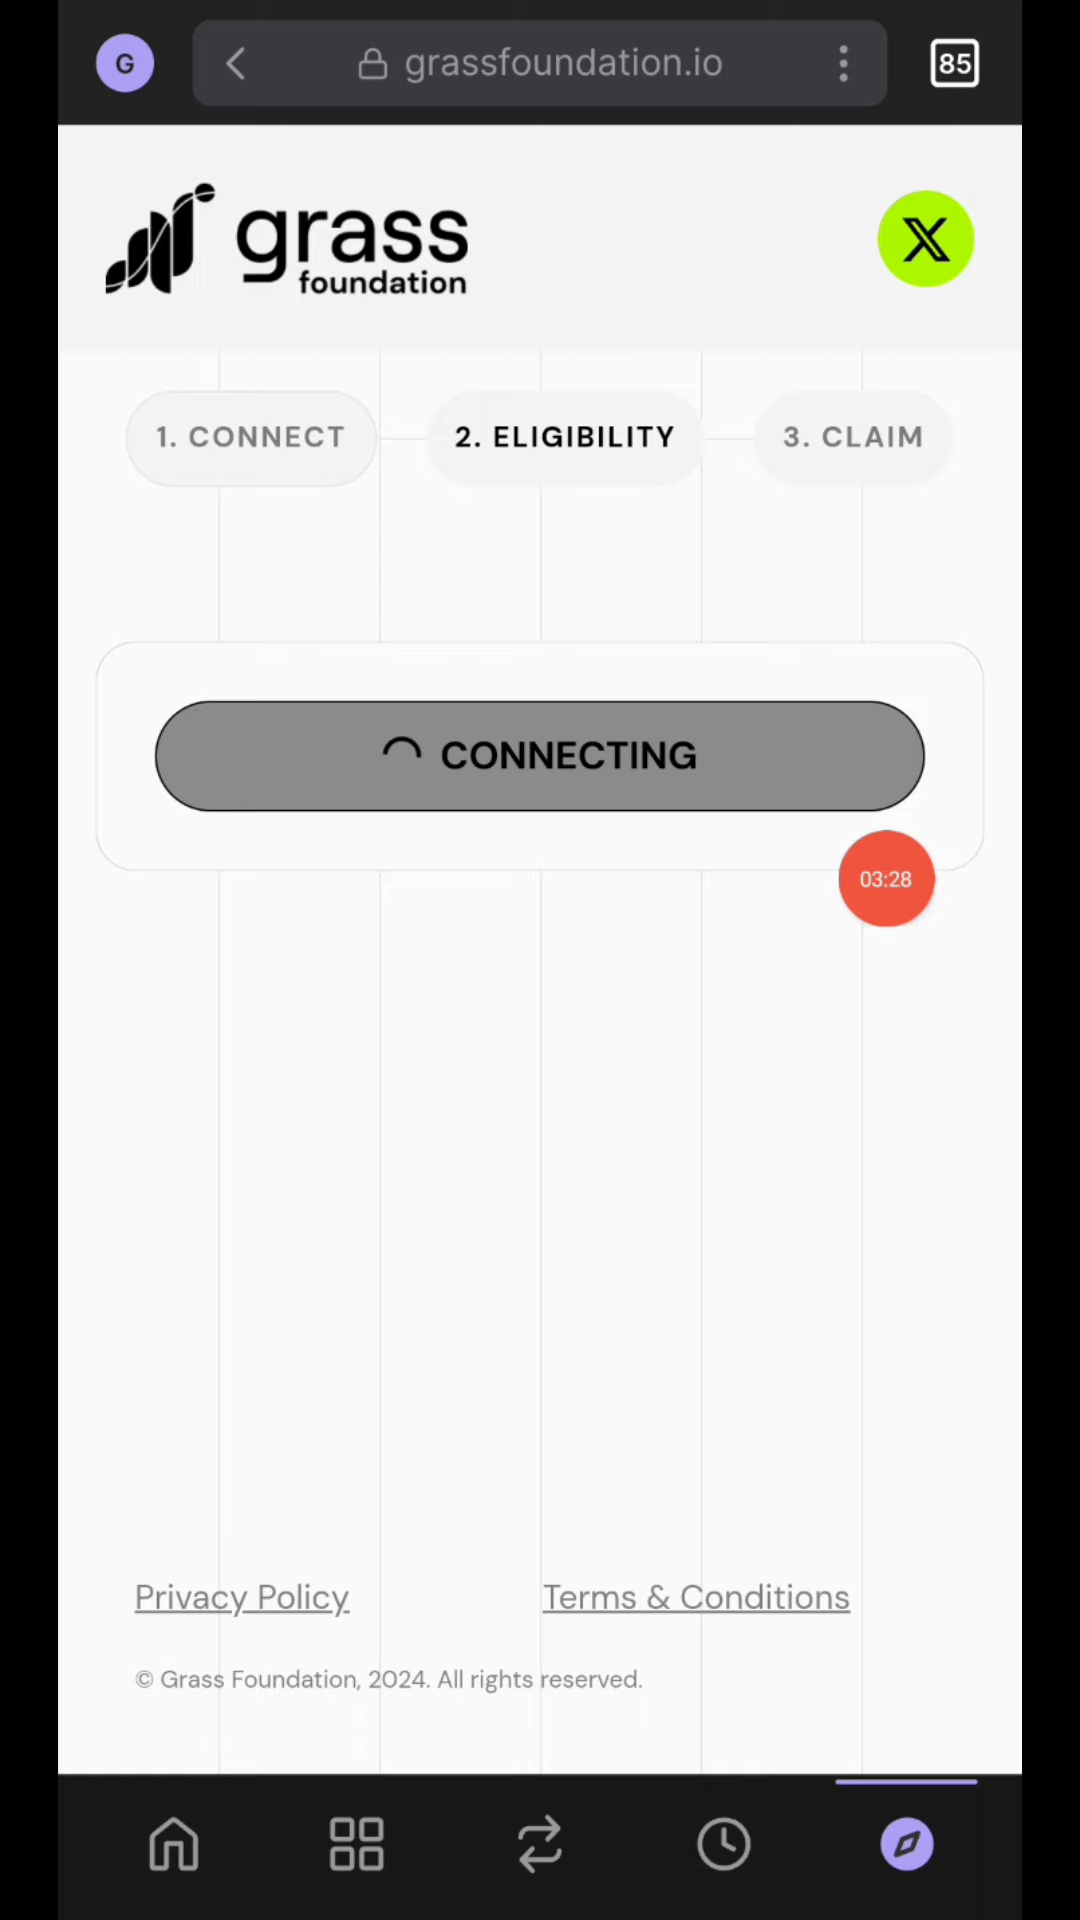 G
grassfoundation.io
85
grass
foundation
X
1. CONNECT
2. ELIGIBILITY
3. CLAIM
CONNECTING
03:28
Privacy Policy
Terms & Conditions
© Grass Foundation, 2024. All rights reserved.